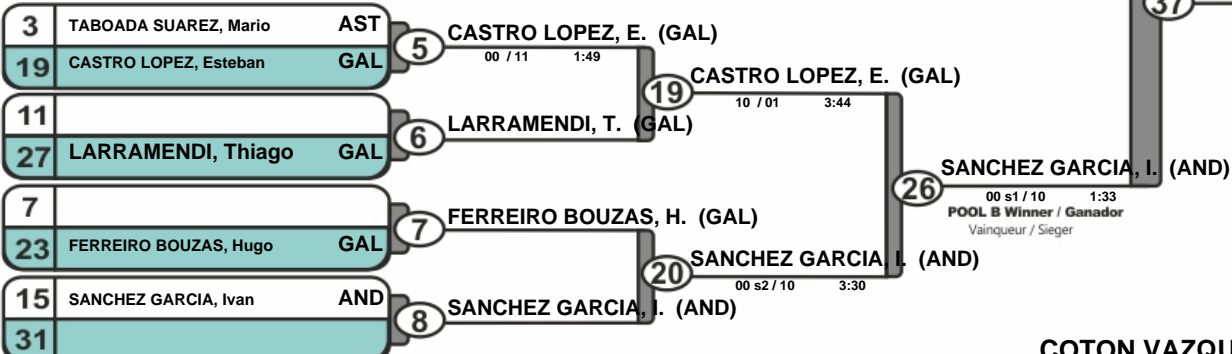 3 TABOADA SUAREZ, Mario AST
19 CASTRO LOPEZ, Esteban GAL
5 CASTRO LOPEZ, E. (GAL)
00 / 11 1:49
11
27 LARRAMENDI, Thiago GAL
6 LARRAMENDI, T. (GAL)
19 CASTRO LOPEZ, E. (GAL)
10 / 01 3:44
7
23 FERREIRO BOUZAS, Hugo GAL
7 FERREIRO BOUZAS, H. (GAL)
15 SANCHEZ GARCIA, Ivan AND
31
8 SANCHEZ GARCIA, I. (AND)
20 SANCHEZ GARCIA, I. (AND)
00 s2 / 10 3:30
26 SANCHEZ GARCIA, I. (AND)
00 s1 / 10 1:33
POOL B Winner / Ganador
Vainqueur / Sieger
37
COTON VAZQU